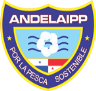 ANDELAIPP
POR LA PESCA SOSTENIBLE